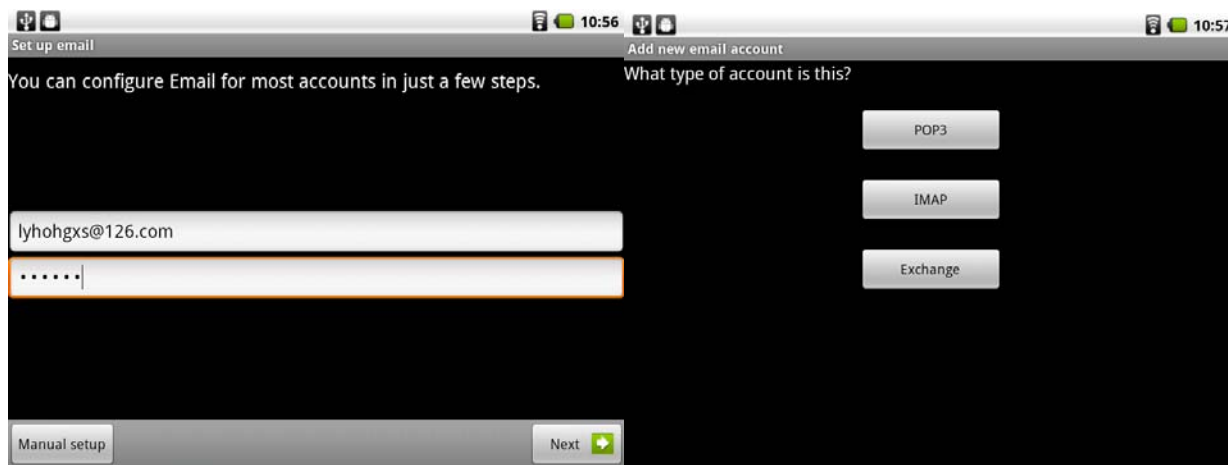 10:56
Set up email
You can configure Email for most accounts in just a few steps.
lyhohgxs@126.com
••••••
Manual setup
Next
10:57
Add new email account
What type of account is this?
POP3
IMAP
Exchange